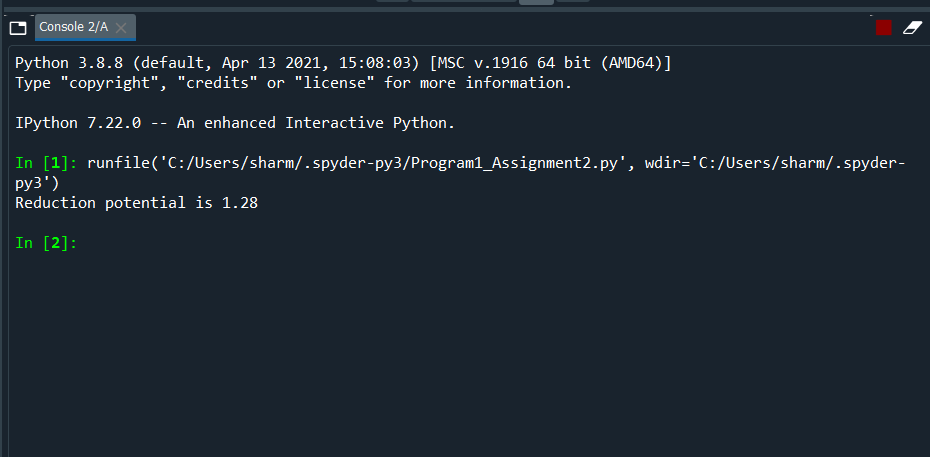 Console 2/A
Python 3.8.8 (default, Apr 13 2021, 15:08:03) [MSC v.1916 64 bit (AMD64)]
Type "copyright", "credits" or "license" for more information.
IPython 7.22.0 -- An enhanced Interactive Python.
In [1]: runfile('C:/Users/sharm/.spyder-py3/Program1_Assignment2.py', wdir='C:/Users/sharm/.spyder-
py3')
Reduction potential is 1.28
In [2]: